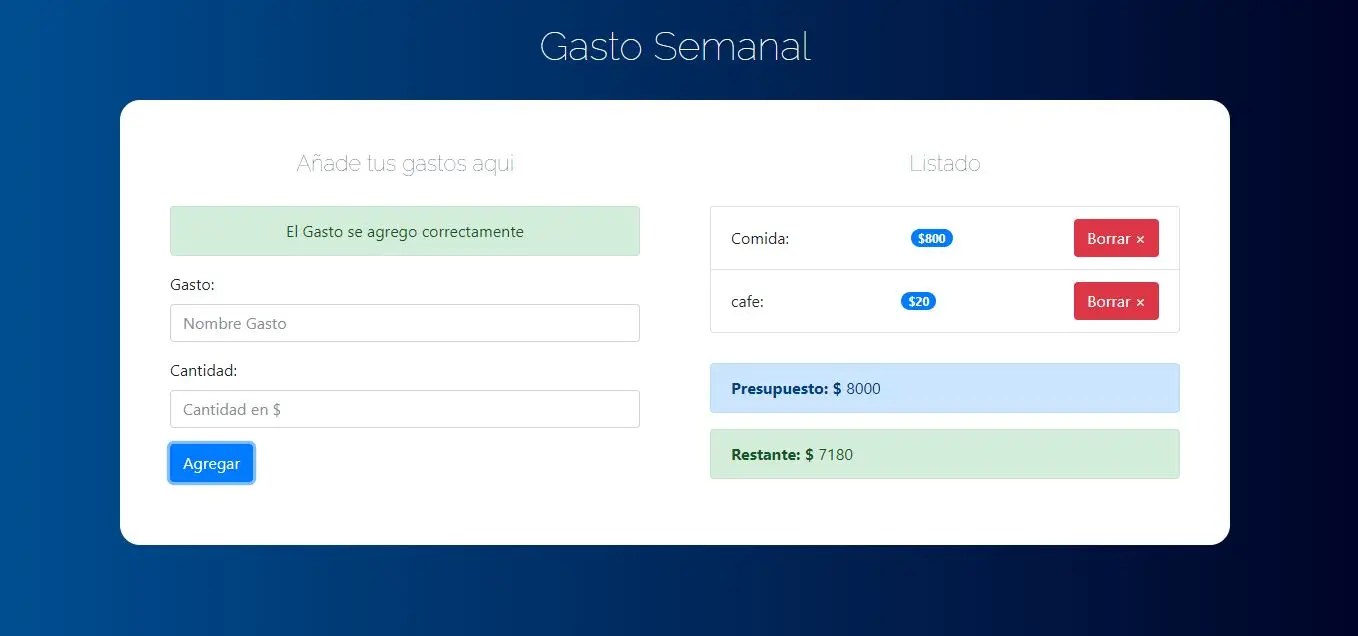 Gasto Semanal
Añade tus gastos aqui
El Gasto se agrego correctamente
Gasto:
Nombre Gasto
Cantidad:
Cantidad en $
Agregar
Listado
Comida: $800 Borrar ×
cafe: $20 Borrar ×
Presupuesto: $ 8000
Restante: $ 7180